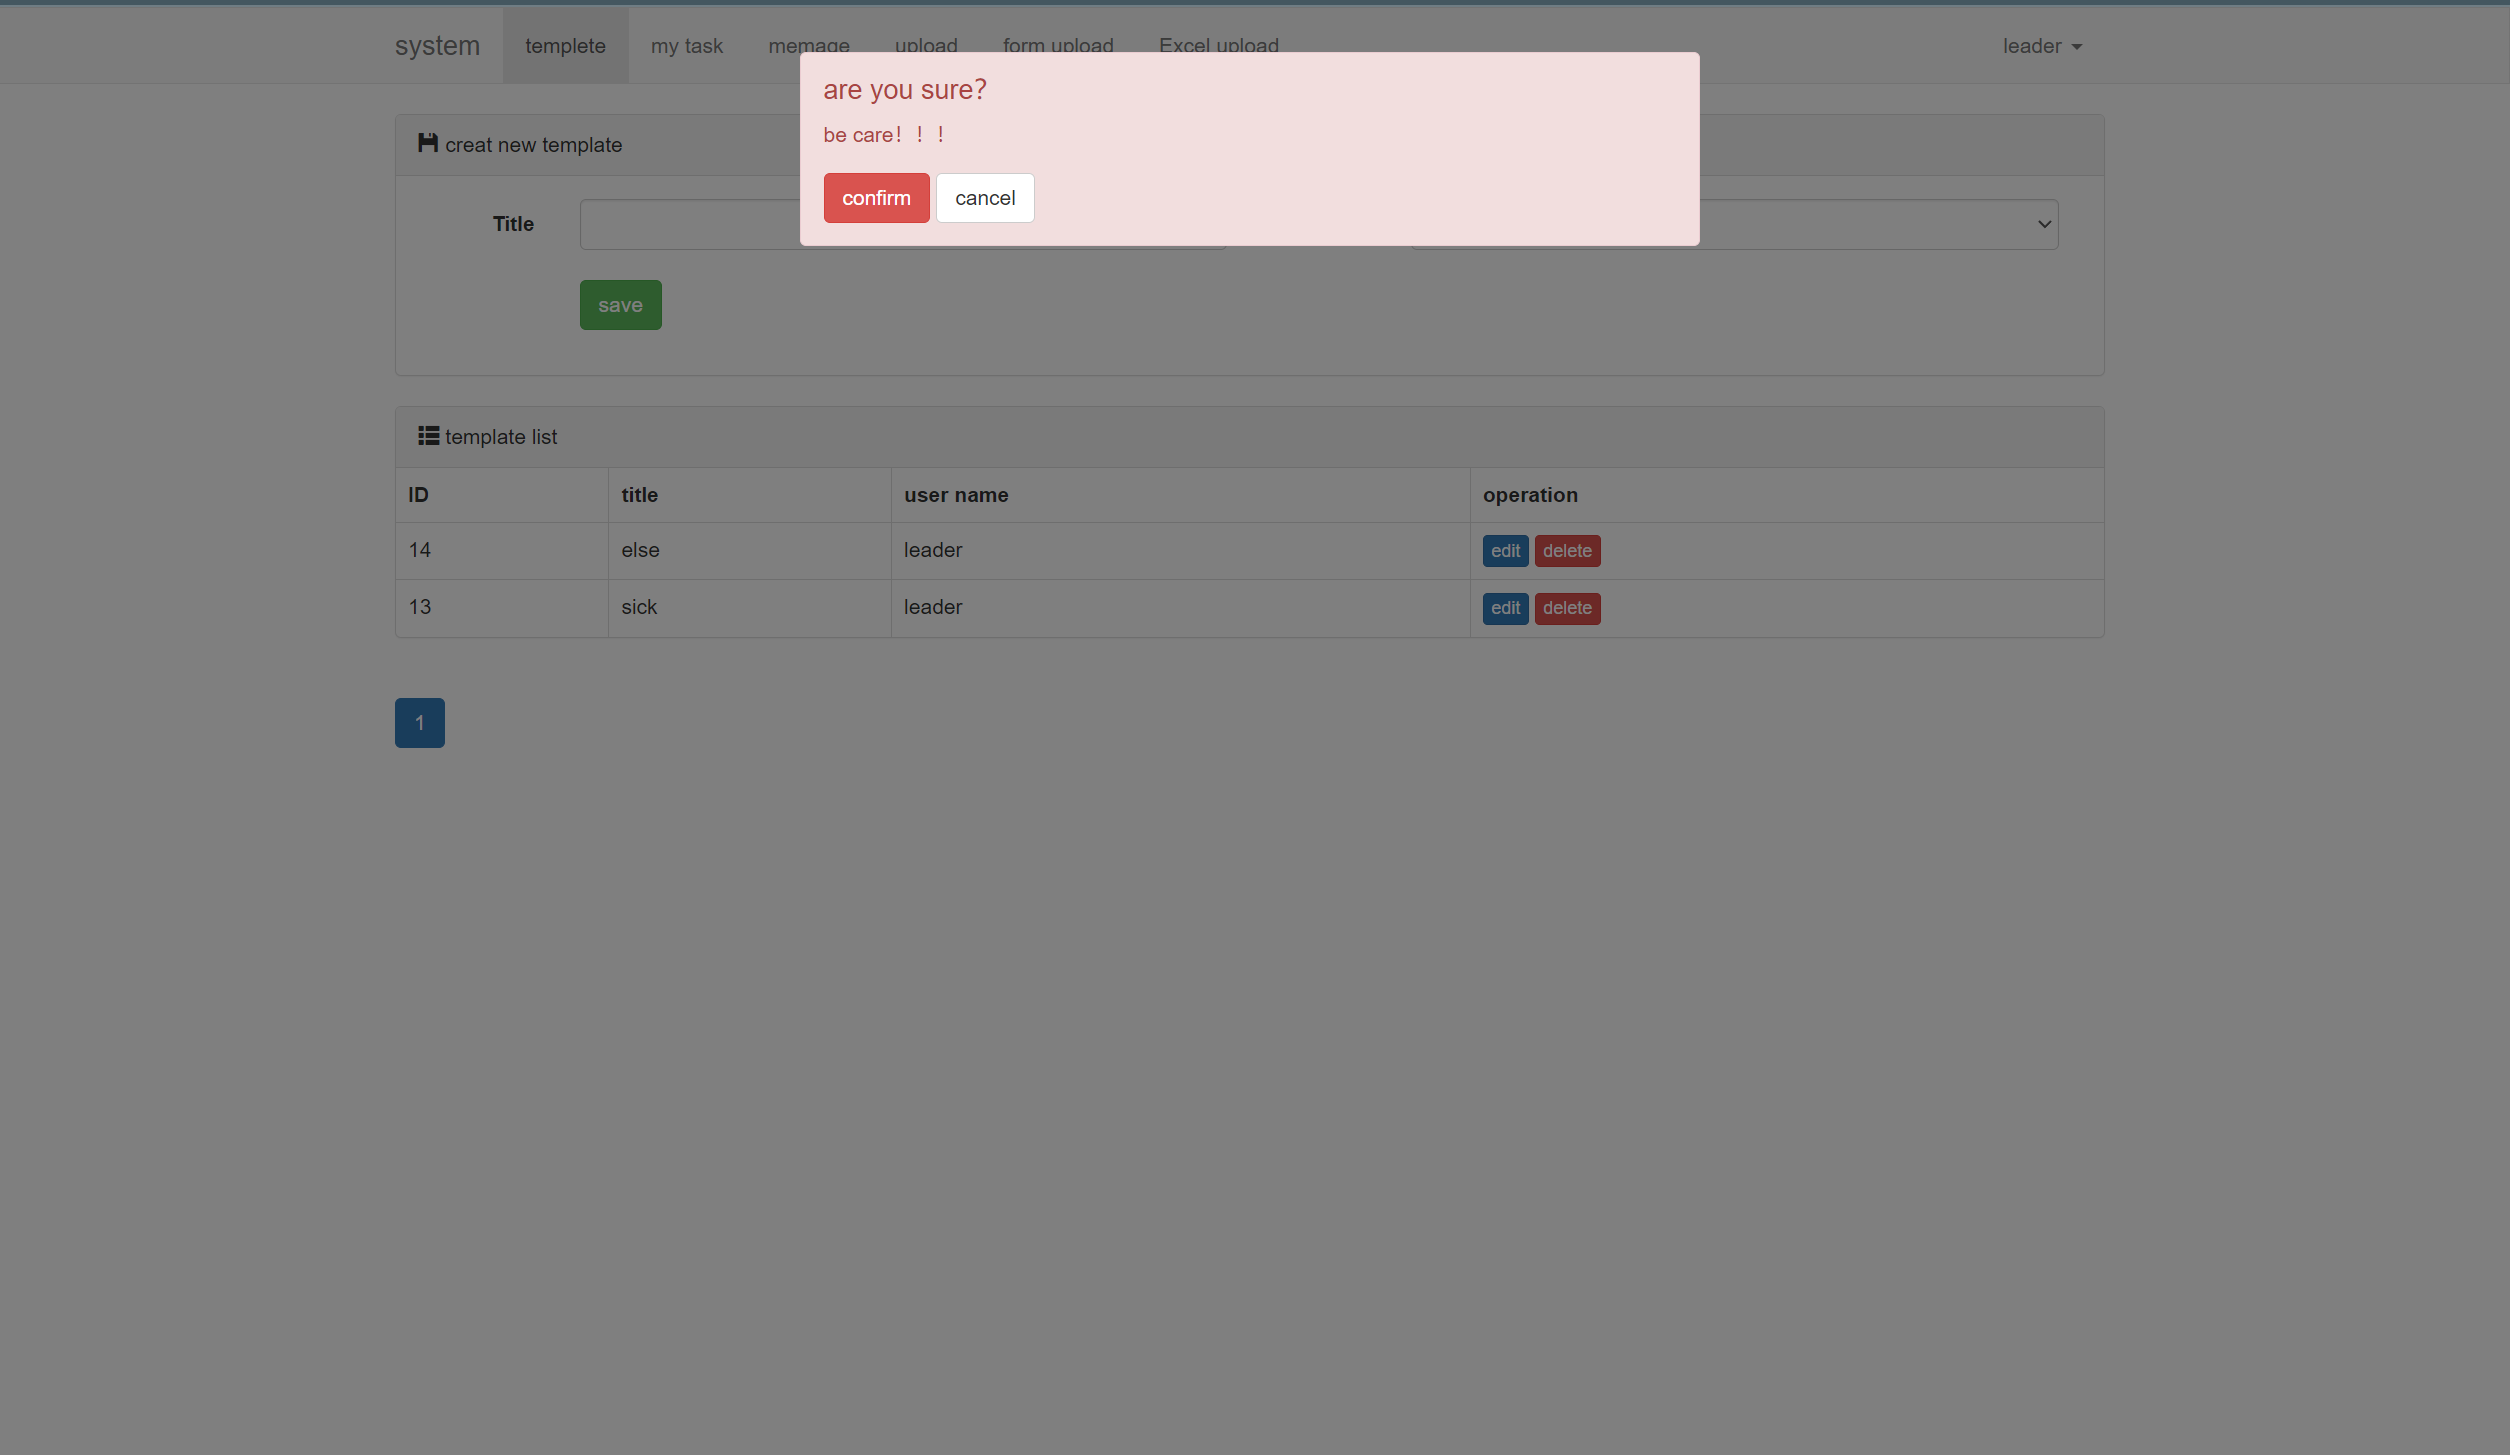 system templete my task memage upload form upload Excel upload leader
are you sure?
be care！！！
confirm cancel
creat new template
Title
save
template list
ID title user name operation
14 else leader edit delete
13 sick leader edit delete
1